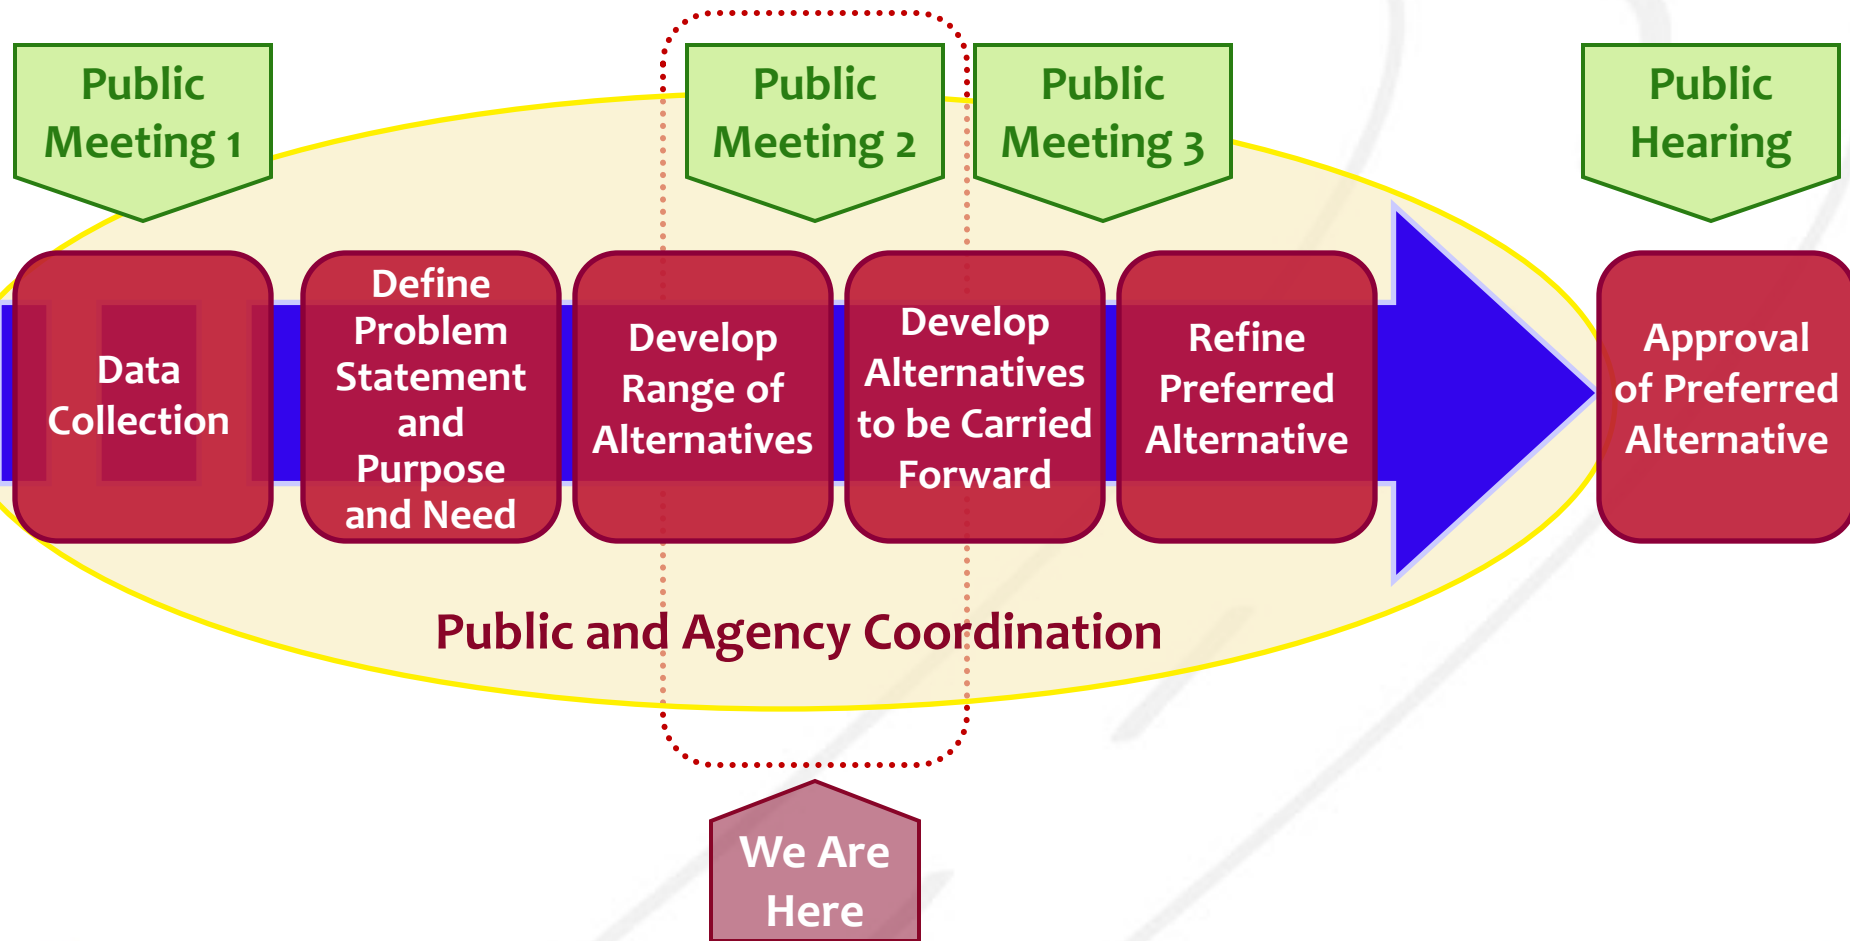 Public
Meeting 1
Public
Meeting 2
Public
Meeting 3
Public
Hearing
Data
Collection
Define
Problem
Statement
and
Purpose
and Need
Develop
Range of
Alternatives
Develop
Alternatives
to be Carried
Forward
Refine
Preferred
Alternative
Approval
of Preferred
Alternative
Public and Agency Coordination
We Are
Here